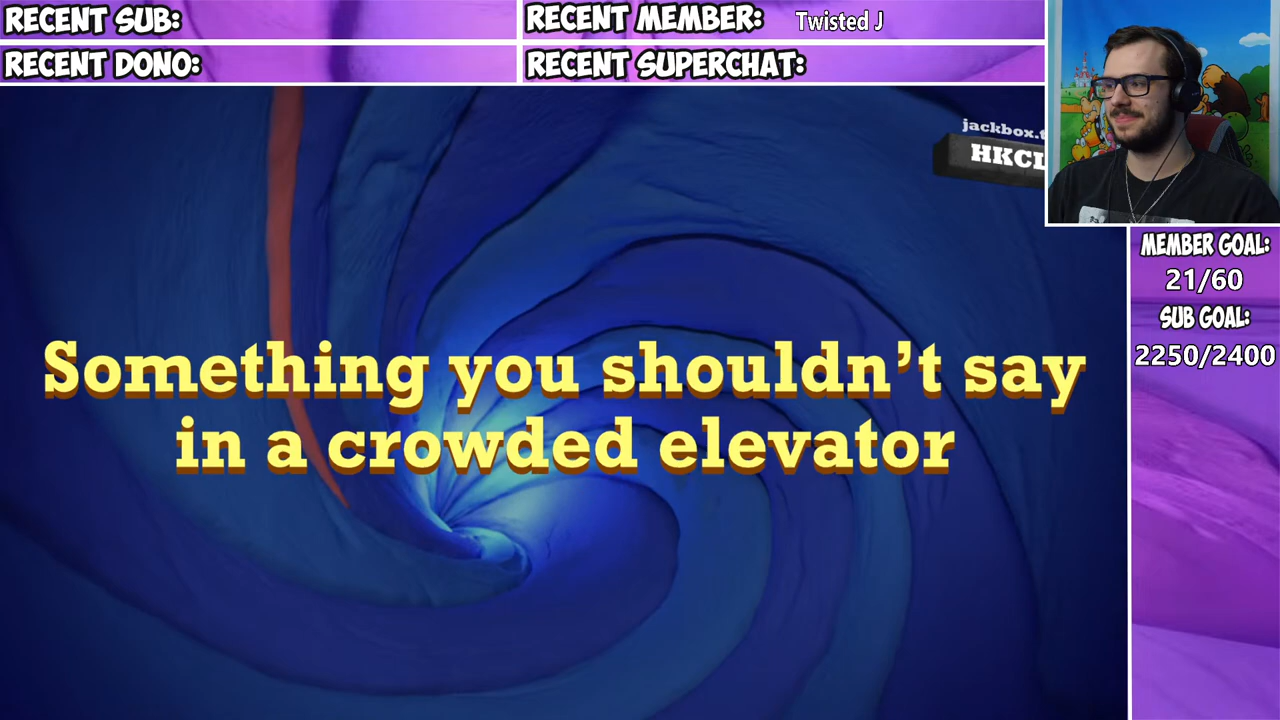 RECENT SUB:
RECENT MEMBER: Twisted J
RECENT DONO:
RECENT SUPERCHAT:
jackbox.t
HKCL
MEMBER GOAL:
21/60
SUB GOAL:
2250/2400
Something you shouldn’t say
in a crowded elevator